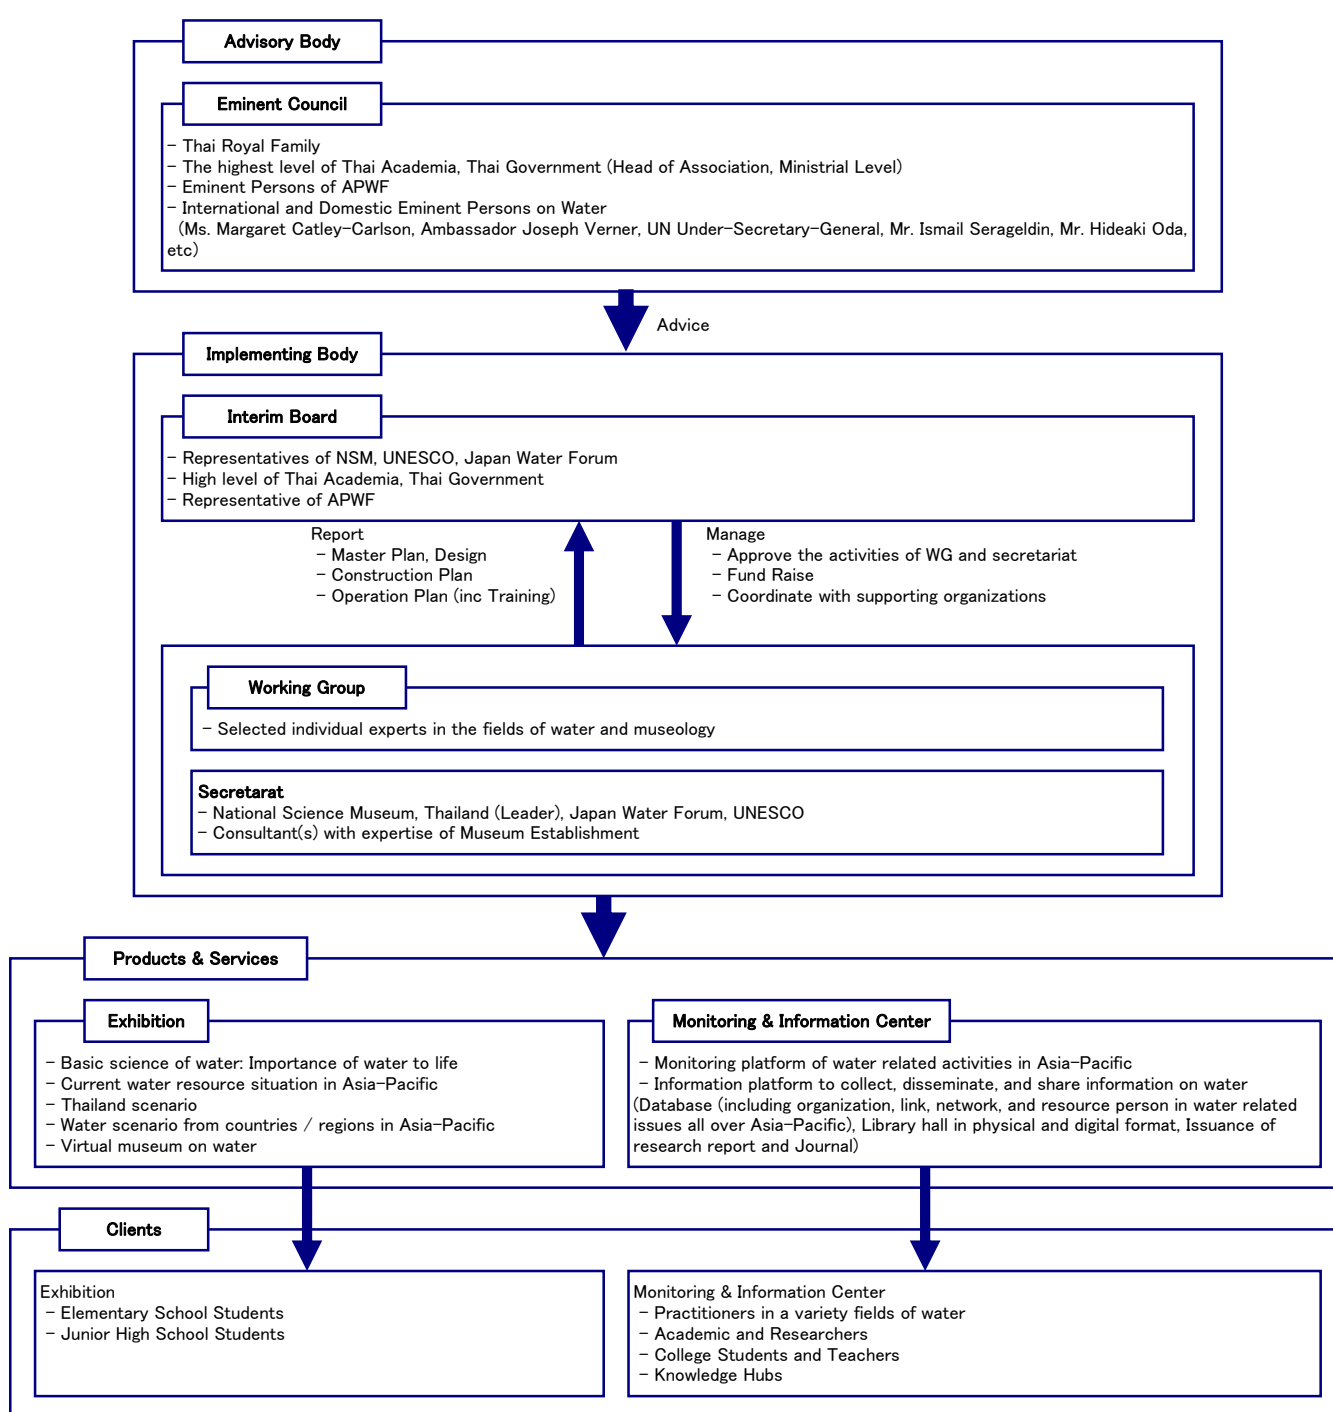 Advisory Body
Eminent Council
- Thai Royal Family
- The highest level of Thai Academia, Thai Government (Head of Association, Ministrial Level)
- Eminent Persons of APWF
- International and Domestic Eminent Persons on Water
(Ms. Margaret Catley-Carlson, Ambassador Joseph Verner, UN Under-Secretary-General, Mr. Ismail Serageldin, Mr. Hideaki Oda,
etc)
Advice
Implementing Body
Interim Board
- Representatives of NSM, UNESCO, Japan Water Forum
- High level of Thai Academia, Thai Government
- Representative of APWF
Report
- Master Plan, Design
- Construction Plan
- Operation Plan (inc Training)
Manage
- Approve the activities of WG and secretariat
- Fund Raise
- Coordinate with supporting organizations
Working Group
- Selected individual experts in the fields of water and museology
Secretarat
- National Science Museum, Thailand (Leader), Japan Water Forum, UNESCO
- Consultant(s) with expertise of Museum Establishment
Products & Services
Exhibition
- Basic science of water: Importance of water to life
- Current water resource situation in Asia-Pacific
- Thailand scenario
- Water scenario from countries / regions in Asia-Pacific
- Virtual museum on water
Monitoring & Information Center
- Monitoring platform of water related activities in Asia-Pacific
- Information platform to collect, disseminate, and share information on water
(Database (including organization, link, network, and resource person in water related
issues all over Asia-Pacific), Library hall in physical and digital format, Issuance of
research report and Journal)
Clients
Exhibition
- Elementary School Students
- Junior High School Students
Monitoring & Information Center
- Practitioners in a variety fields of water
- Academic and Researchers
- College Students and Teachers
- Knowledge Hubs